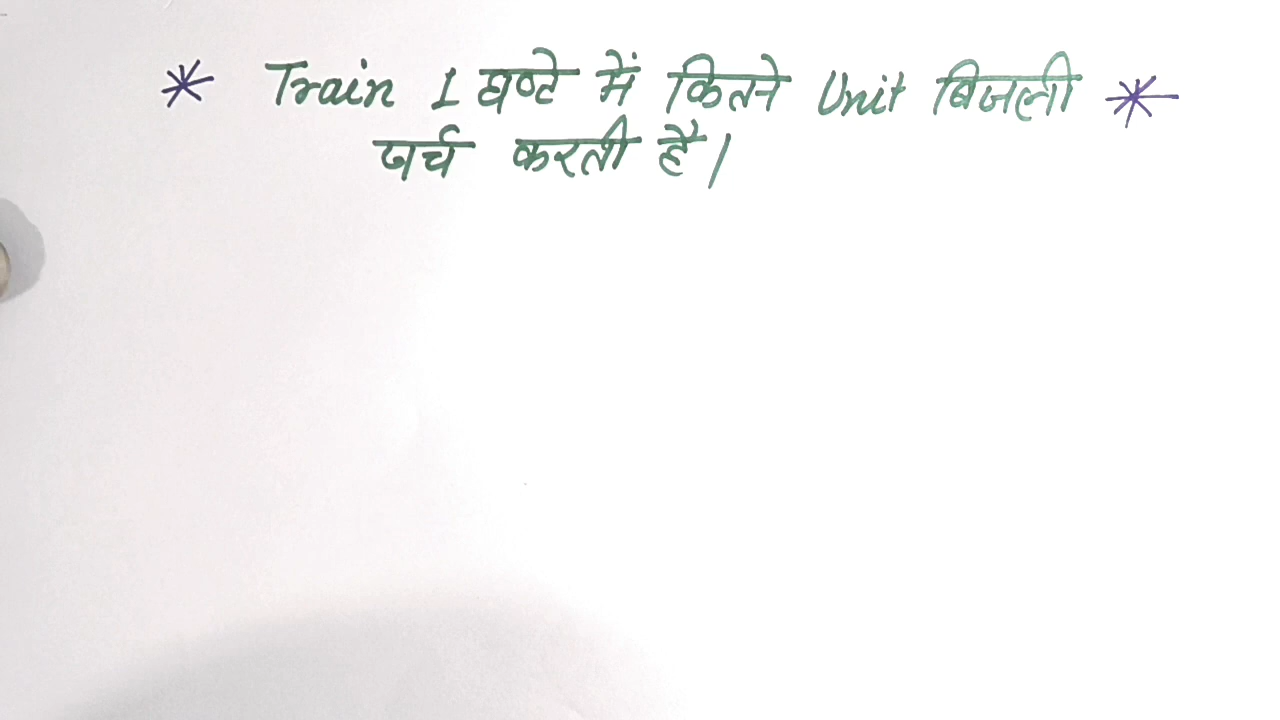 * Train 1 घण्टे में कितने Unit बिजली *
खर्च करती है।